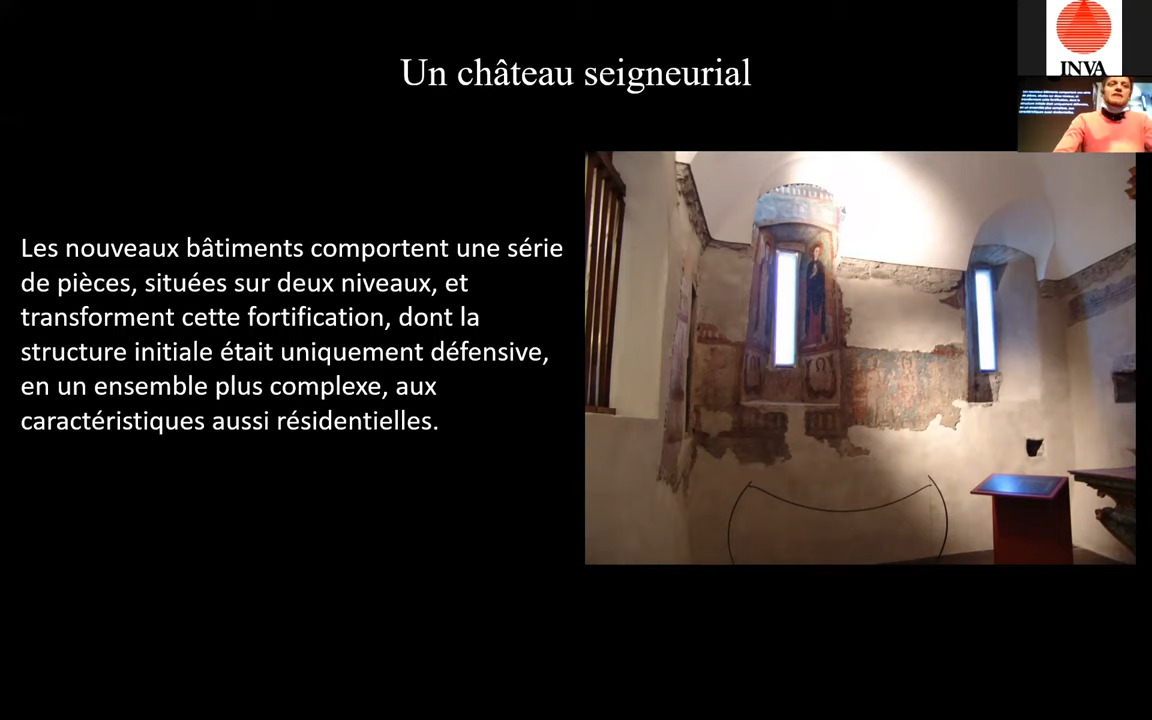 Un château seigneurial
INVA
Les nouveaux bâtiments comportent une série
de pièces, situées sur deux niveaux, et
transforment cette fortification, dont la
structure initiale était uniquement défensive,
en un ensemble plus complexe, aux
caractéristiques aussi résidentielles.